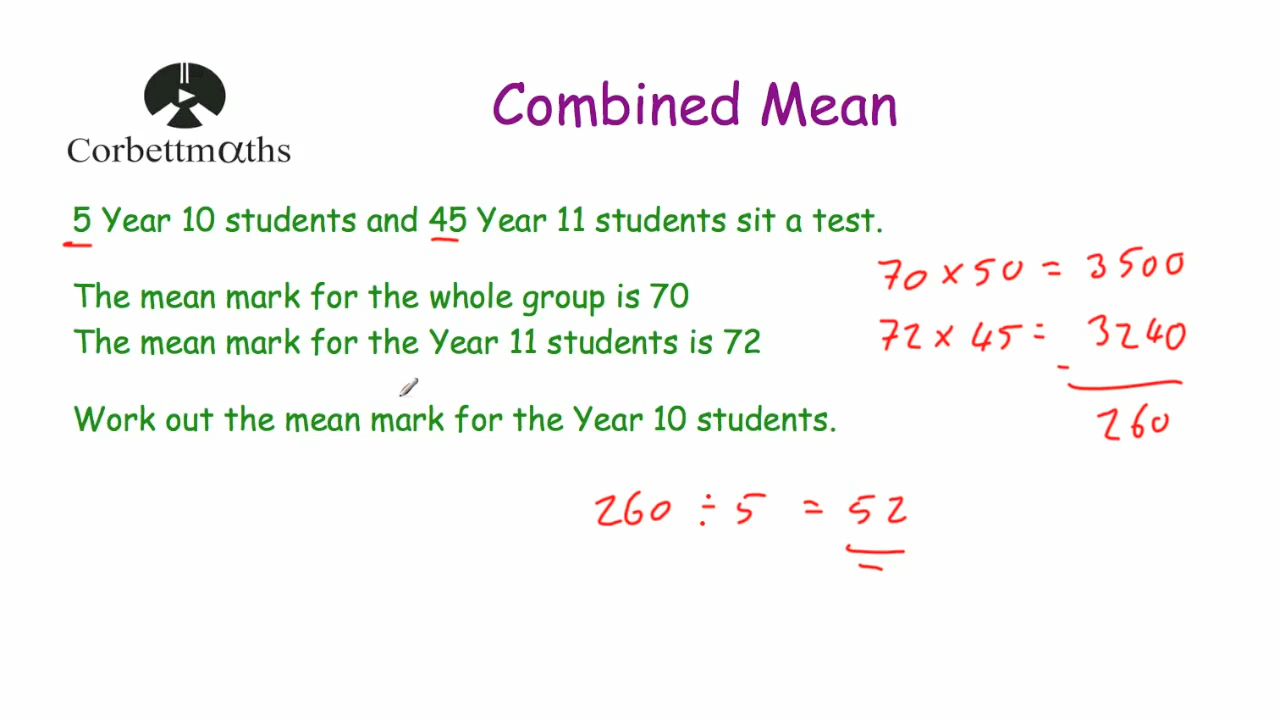 Combined Mean
Corbettmαths
5 Year 10 students and 45 Year 11 students sit a test.
The mean mark for the whole group is 70
The mean mark for the Year 11 students is 72
Work out the mean mark for the Year 10 students.
70 × 50 = 3500
72 × 45 = 3240
-
260
260 ÷ 5 = 52